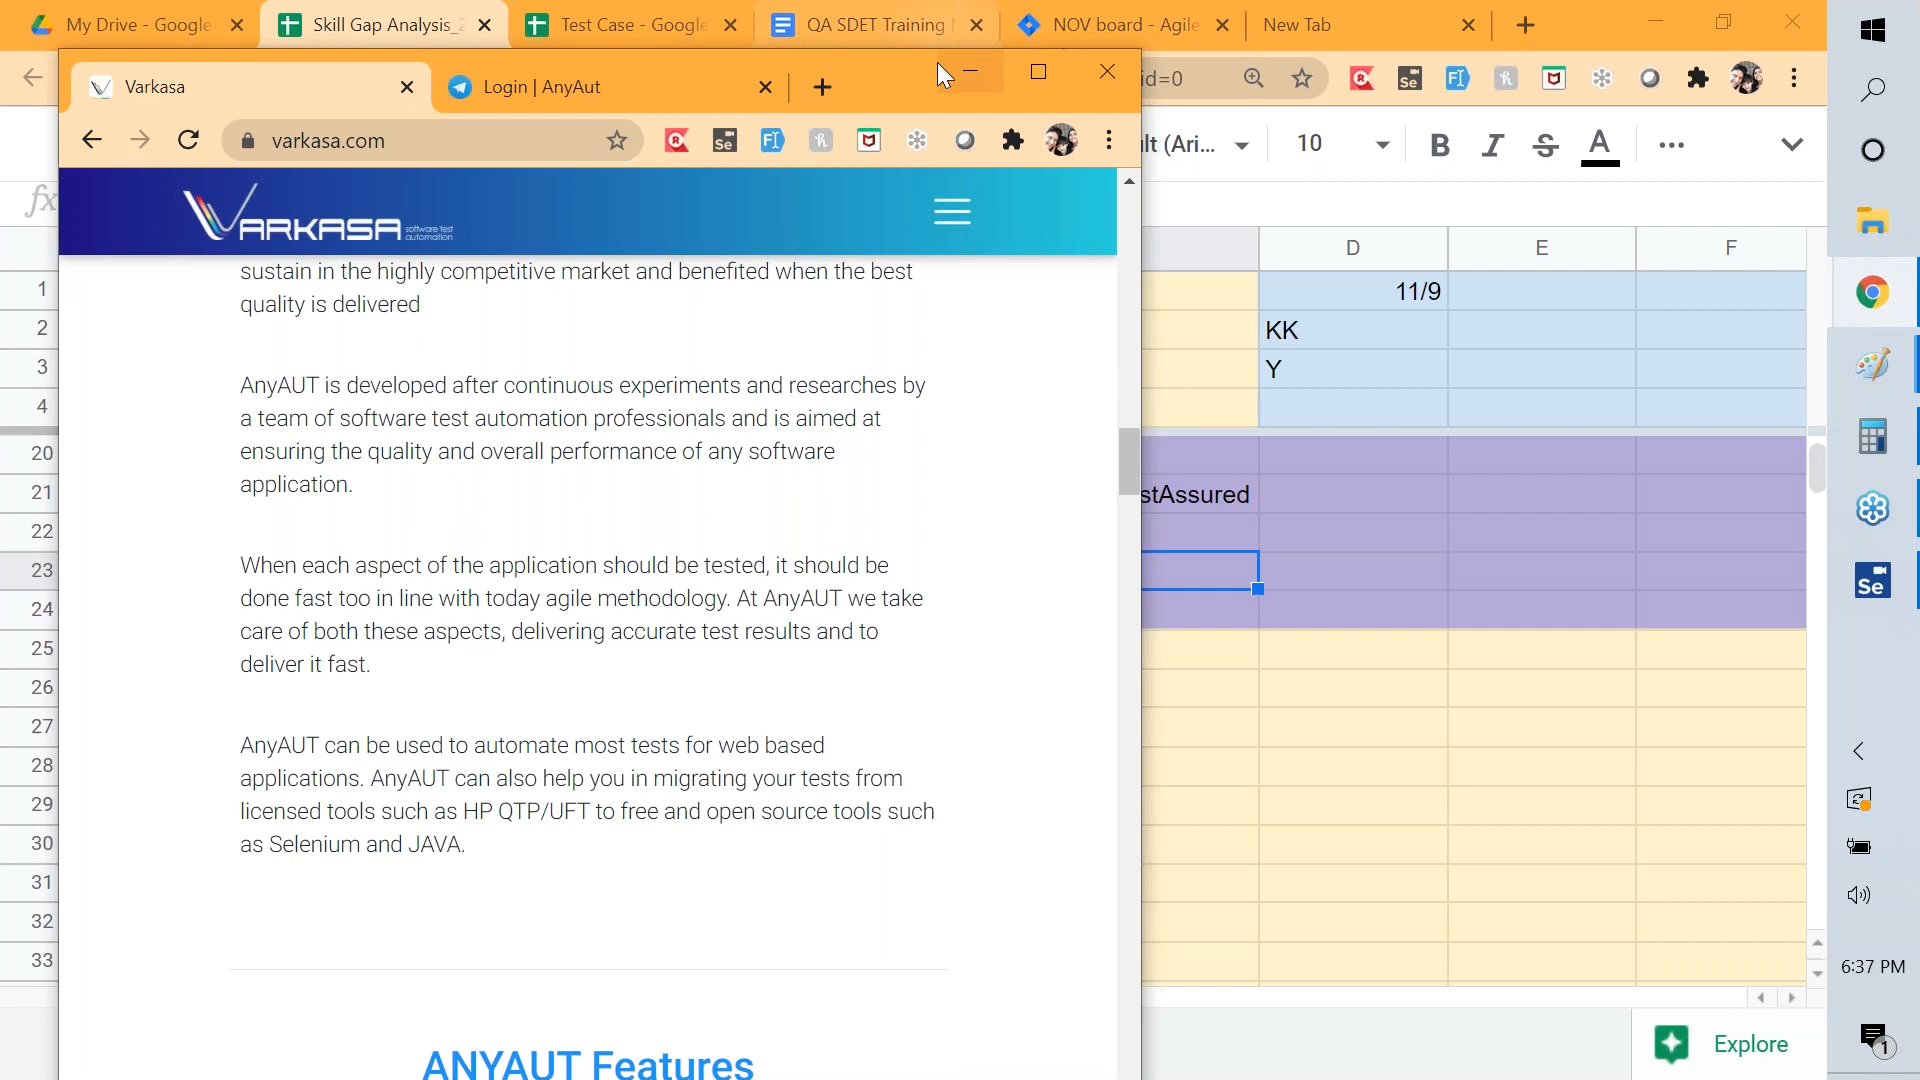 My Drive - Google
Skill Gap Analysis_2
Test Case - Google
QA SDET Training
NOV board - Agile
New Tab
Varkasa
Login | AnyAut
id=0
varkasa.com
lt (Ari...
10
B
I
S
A
fx
VARKASA software test automation
D
E
F
1
11/9
2
KK
3
Y
4
20
21
stAssured
22
23
24
25
26
27
28
29
30
31
32
33
sustain in the highly competitive market and benefited when the best
quality is delivered
AnyAUT is developed after continuous experiments and researches by
a team of software test automation professionals and is aimed at
ensuring the quality and overall performance of any software
application.
When each aspect of the application should be tested, it should be
done fast too in line with today agile methodology. At AnyAUT we take
care of both these aspects, delivering accurate test results and to
deliver it fast.
AnyAUT can be used to automate most tests for web based
applications. AnyAUT can also help you in migrating your tests from
licensed tools such as HP QTP/UFT to free and open source tools such
as Selenium and JAVA.
ANYAUT Features
Explore
Se
6:37 PM
1